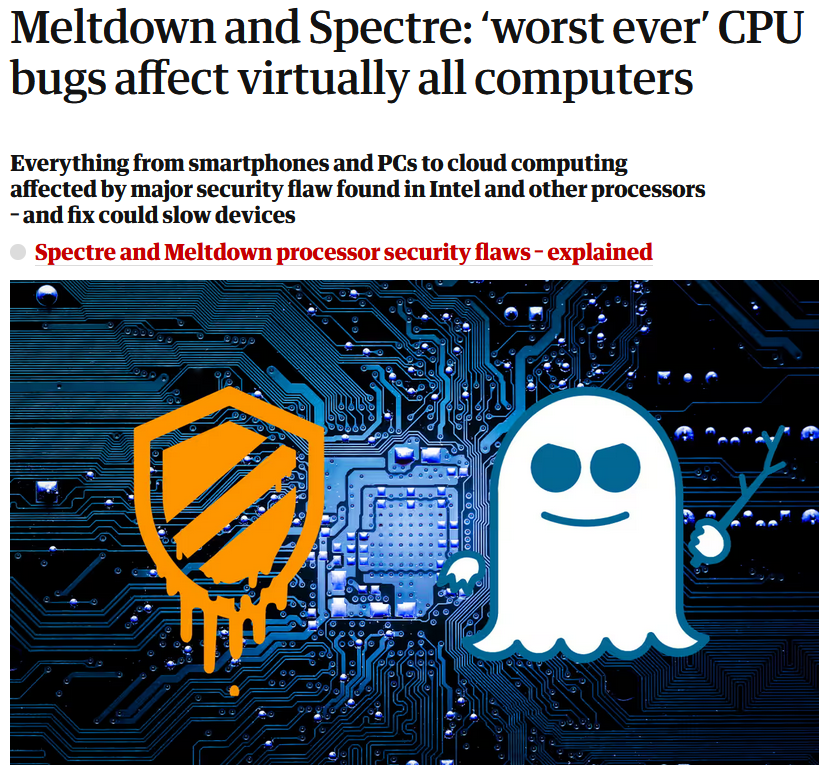 Meltdown and Spectre: ‘worst ever’ CPU
bugs affect virtually all computers
Everything from smartphones and PCs to cloud computing
affected by major security flaw found in Intel and other processors
– and fix could slow devices
Spectre and Meltdown processor security flaws – explained